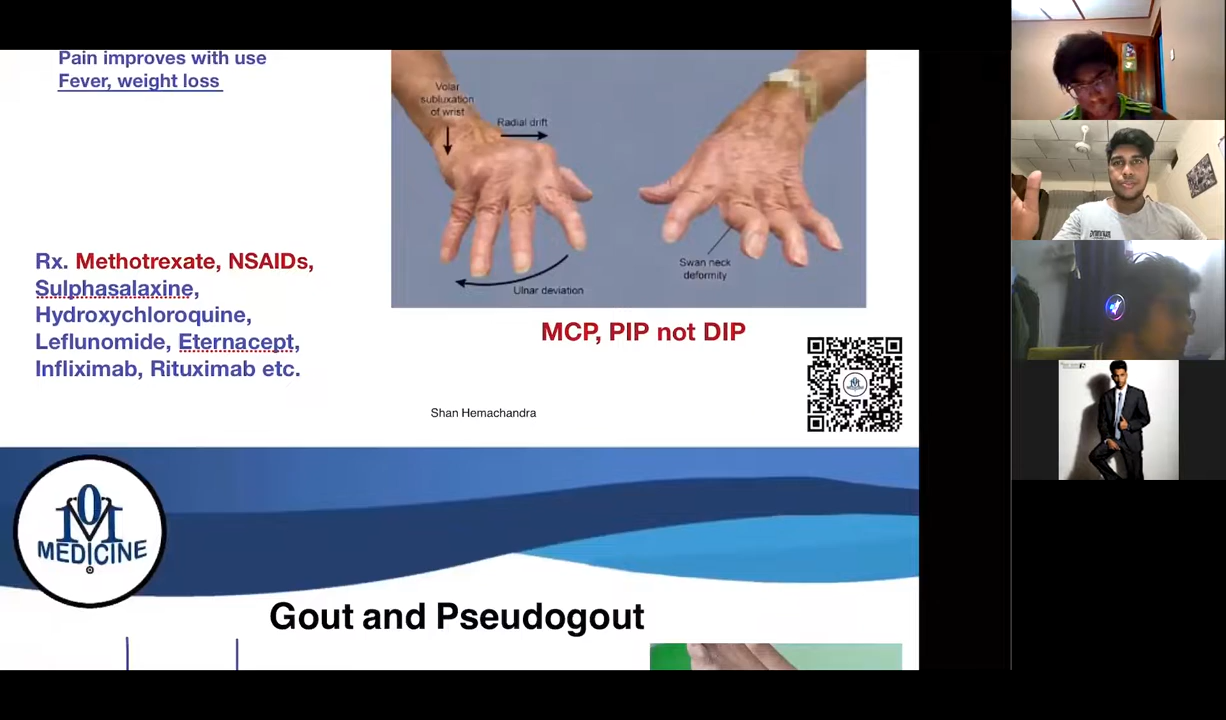 Pain improves with use
Fever, weight loss
Volar
subluxation
of wrist
Radial drift
Swan neck
deformity
Ulnar deviation
Rx. Methotrexate, NSAIDs,
Sulphasalaxine,
Hydroxychloroquine,
Leflunomide, Eternacept,
Infliximab, Rituximab etc.
MCP, PIP not DIP
Shan Hemachandra
MEDICINE
Gout and Pseudogout